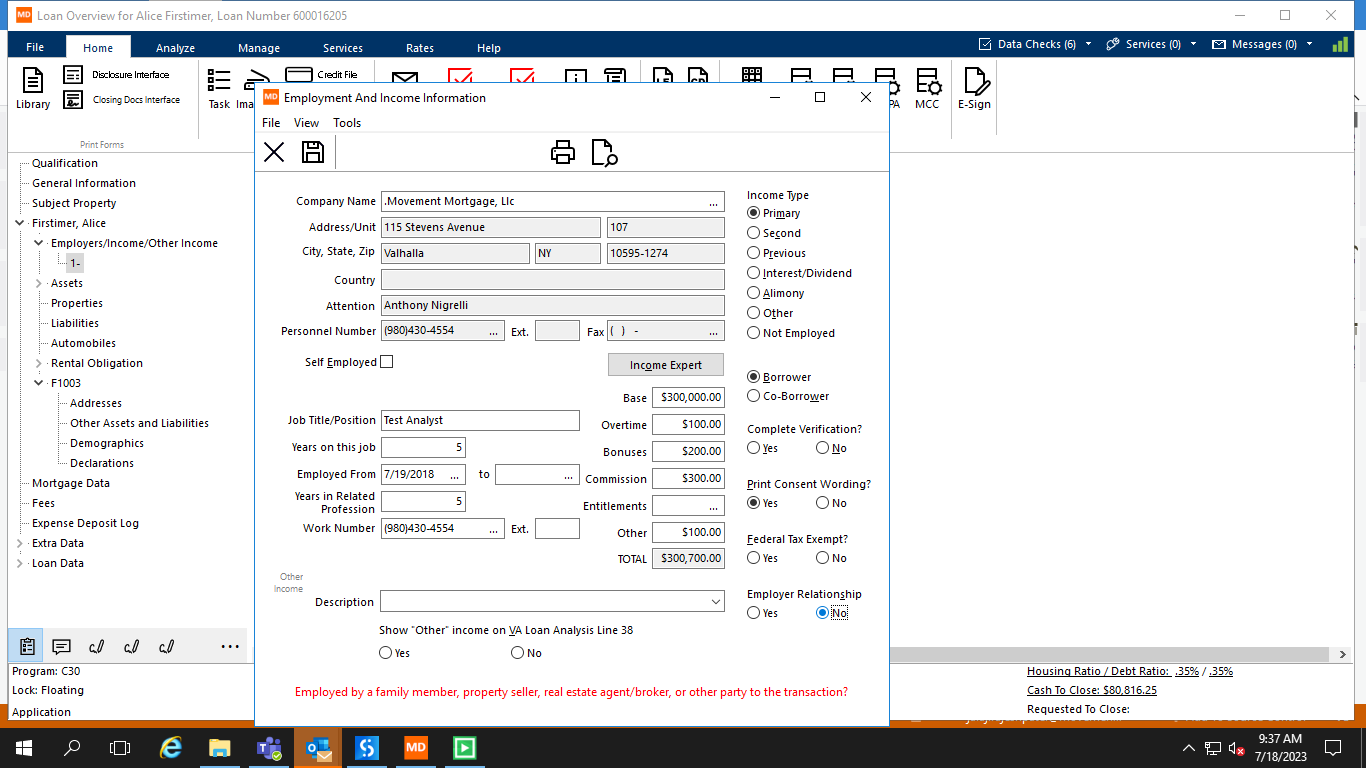 MD Loan Overview for Alice Firstimer, Loan Number 600016205
File Home Analyze Manage Services Rates Help Data Checks (6) Services (0) Messages (0)
Library
Disclosure Interface
Closing Docs Interface
Print Forms
Task
Credit File
MCC
E-Sign
MD Employment And Income Information
File View Tools
Qualification
General Information
Subject Property
Firstimer, Alice
Employers/Income/Other Income
1-
Assets
Properties
Liabilities
Automobiles
Rental Obligation
F1003
Addresses
Other Assets and Liabilities
Demographics
Declarations
Mortgage Data
Fees
Expense Deposit Log
Extra Data
Loan Data
Program: C30
Lock: Floating
Application
Company Name .Movement Mortgage, Llc ...
Address/Unit 115 Stevens Avenue 107
City, State, Zip Valhalla NY 10595-1274
Country
Attention Anthony Nigrelli
Personnel Number (980)430-4554 ... Ext. Fax ( ) - ...
Self Employed
Income Expert
Base $300,000.00
Job Title/Position Test Analyst
Overtime $100.00
Years on this job 5
Bonuses $200.00
Employed From 7/19/2018 ... to ...
Commission $300.00
Years in Related
Profession 5
Entitlements ...
Work Number (980)430-4554 ... Ext.
Other $100.00
TOTAL $300,700.00
Other
Income
Description
Show "Other" income on VA Loan Analysis Line 38
Yes No
Employed by a family member, property seller, real estate agent/broker, or other party to the transaction?
Income Type
Primary
Second
Previous
Interest/Dividend
Alimony
Other
Not Employed
Borrower
Co-Borrower
Complete Verification?
Yes No
Print Consent Wording?
Yes No
Federal Tax Exempt?
Yes No
Employer Relationship
Yes No
Housing Ratio / Debt Ratio: .35% / .35%
Cash To Close: $80,816.25
Requested To Close:
MD
9:37 AM
7/18/2023